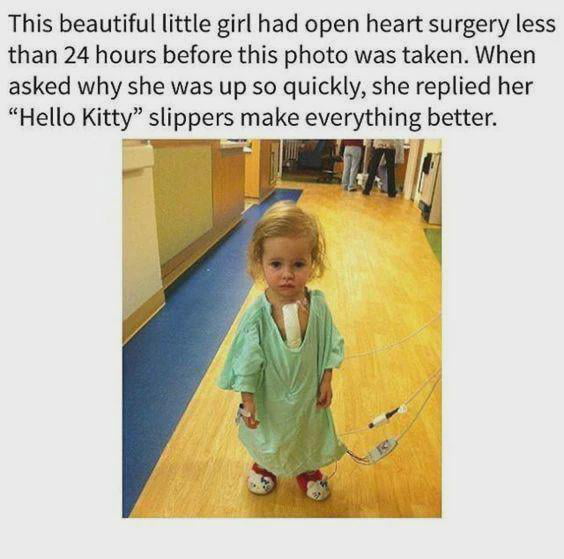 This beautiful little girl had open heart surgery less
than 24 hours before this photo was taken. When
asked why she was up so quickly, she replied her
“Hello Kitty” slippers make everything better.